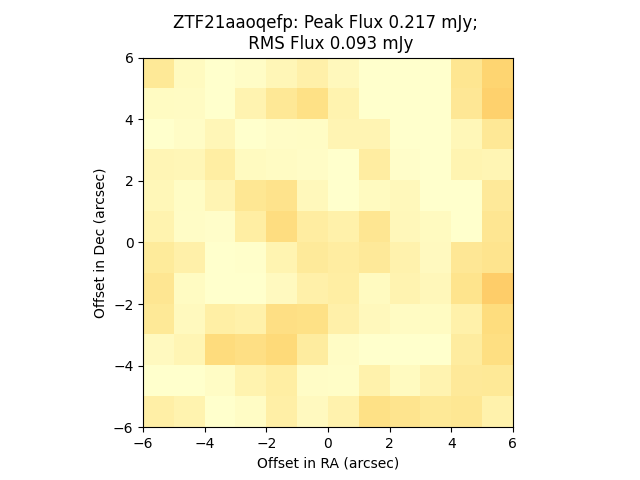 ZTF21aaoqefp: Peak Flux 0.217 mJy;
RMS Flux 0.093 mJy
6
4
2
0
−2
−4
−6
Offset in Dec (arcsec)
−6 −4 −2 0 2 4 6
Offset in RA (arcsec)